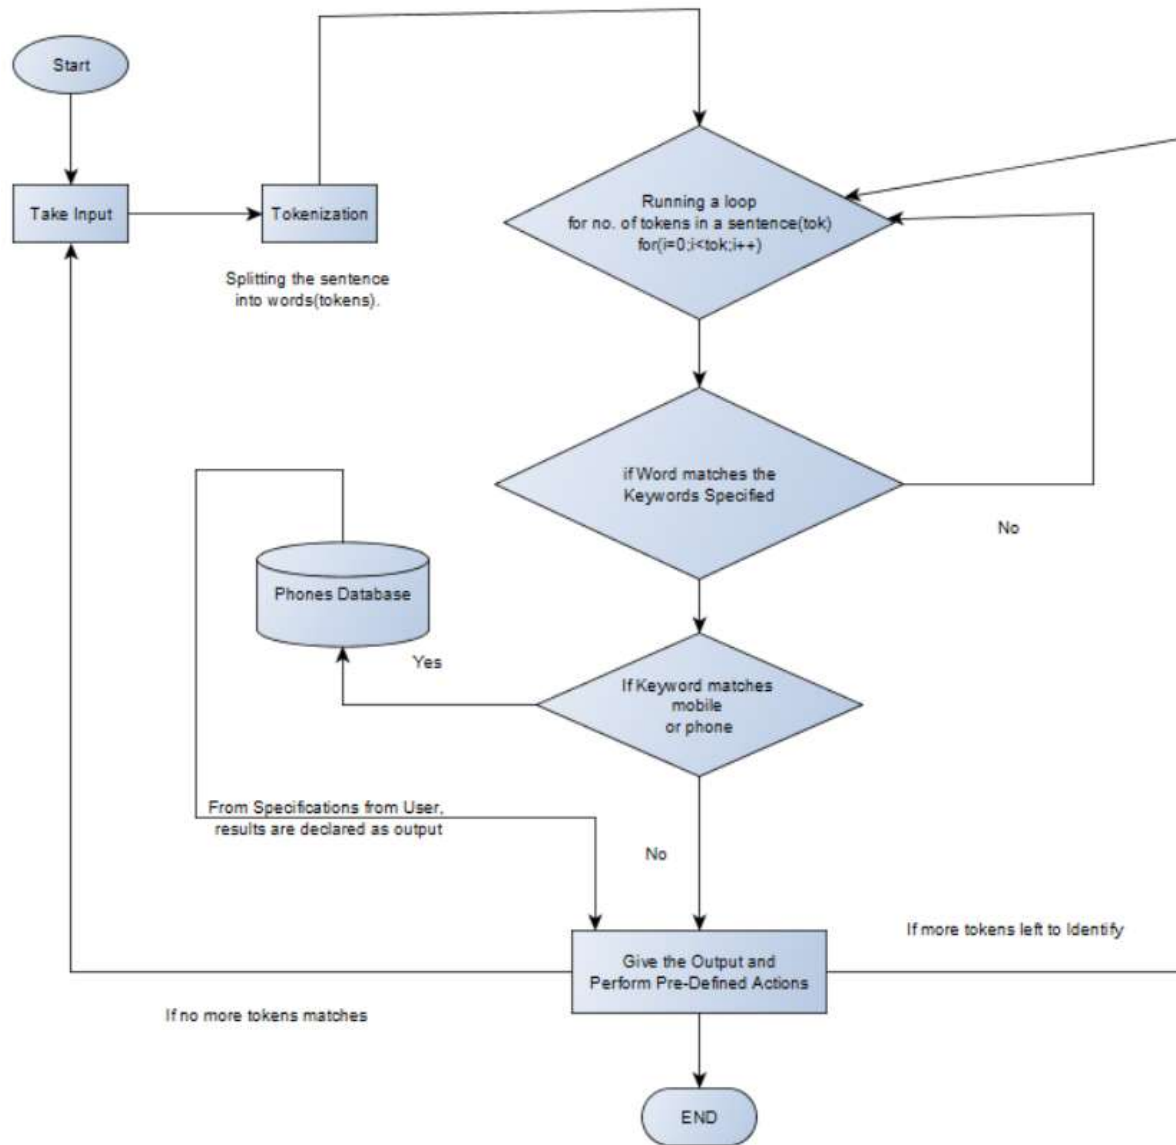 Start
Take Input
Tokenization
Splitting the sentence
into words(tokens).
Running a loop
for no. of tokens in a sentence(tok)
for(i=0;i<tok;i++)
if Word matches the
Keywords Specified
No
Phones Database
Yes
If Keyword matches
mobile
or phone
From Specifications from User,
results are declared as output
No
Give the Output and
Perform Pre-Defined Actions
If more tokens left to Identify
If no more tokens matches
END